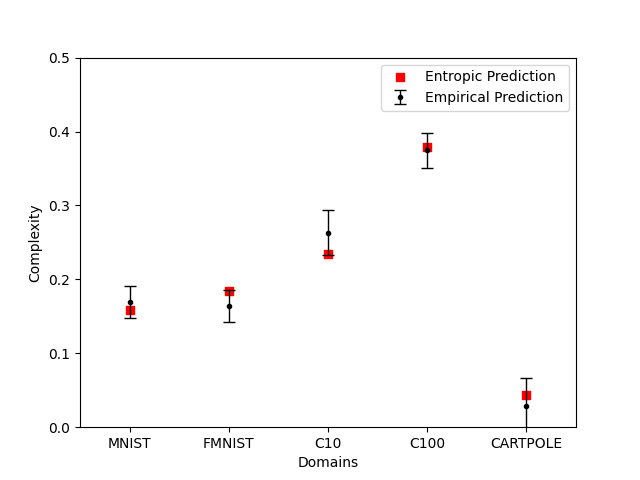 0.5
0.4
0.3
0.2
0.1
0.0
Complexity
Entropic Prediction
Empirical Prediction
MNIST FMNIST C10 C100 CARTPOLE
Domains